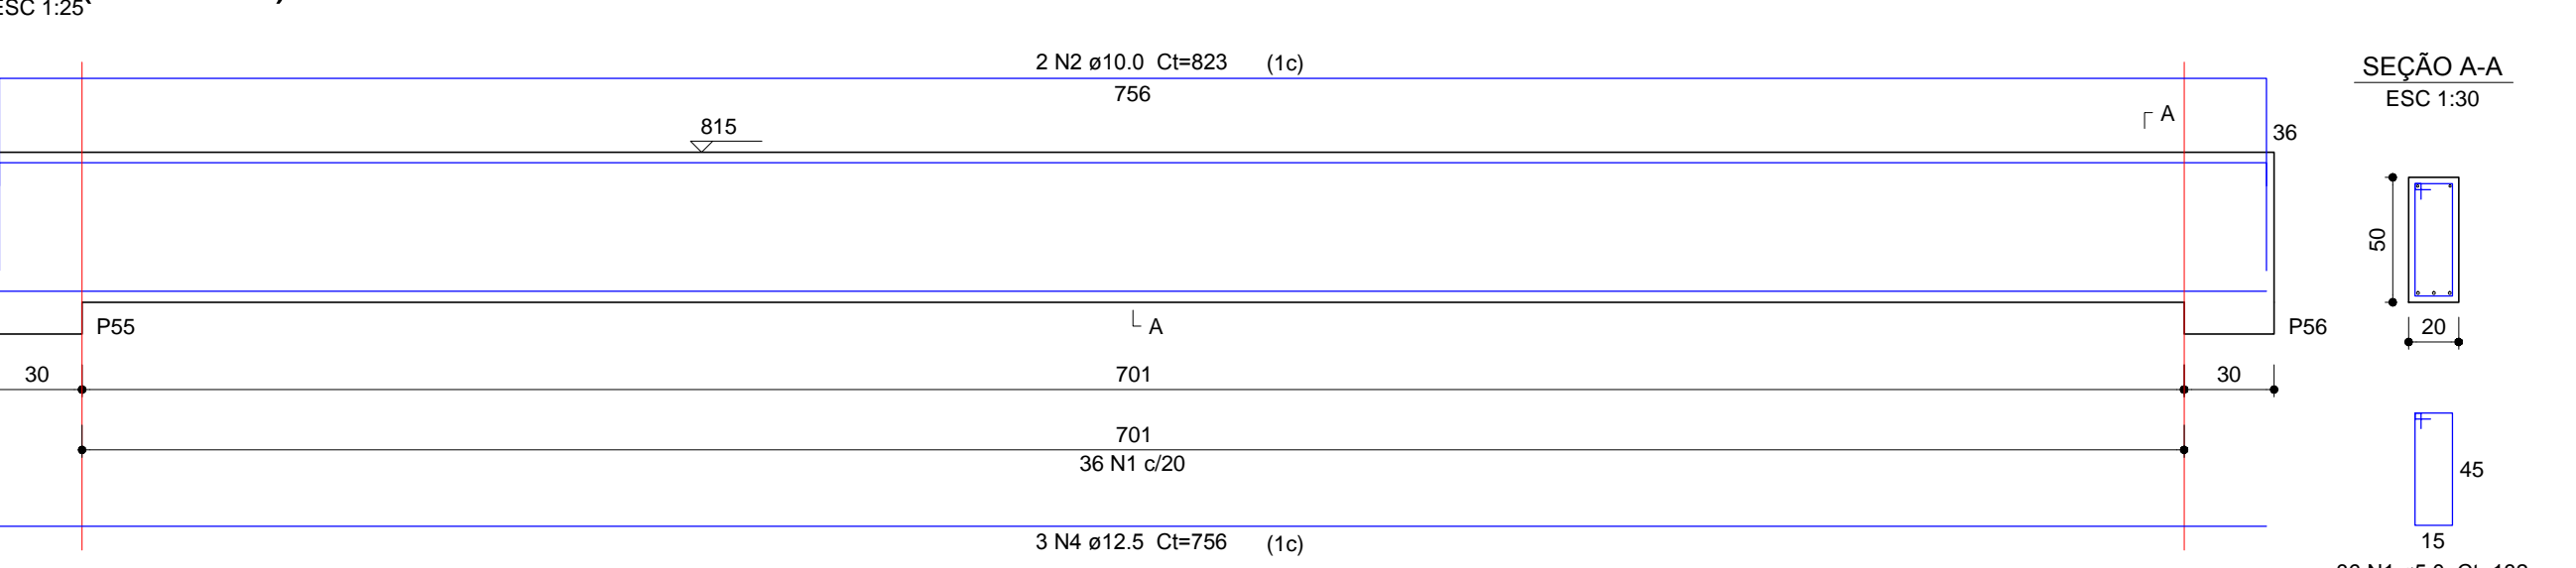 ESC 1:25
2 N2 ø10.0 Ct=823 (1c)
756
815
A
36
SEÇÃO A-A
ESC 1:30
50
20
P55
A
P56
30
701
30
701
36 N1 c/20
45
15
3 N4 ø12.5 Ct=756 (1c)